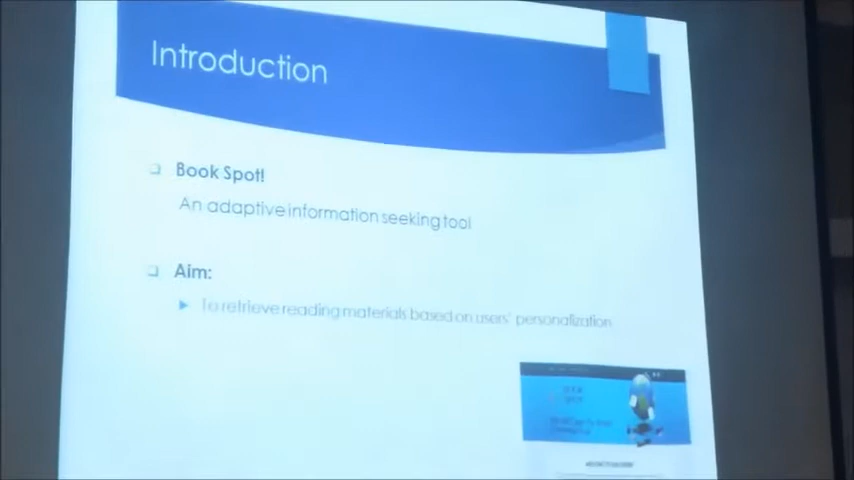 Introduction
Book Spot!
An adaptive information seeking tool
Aim:
To retrieve reading materials based on users' personalization